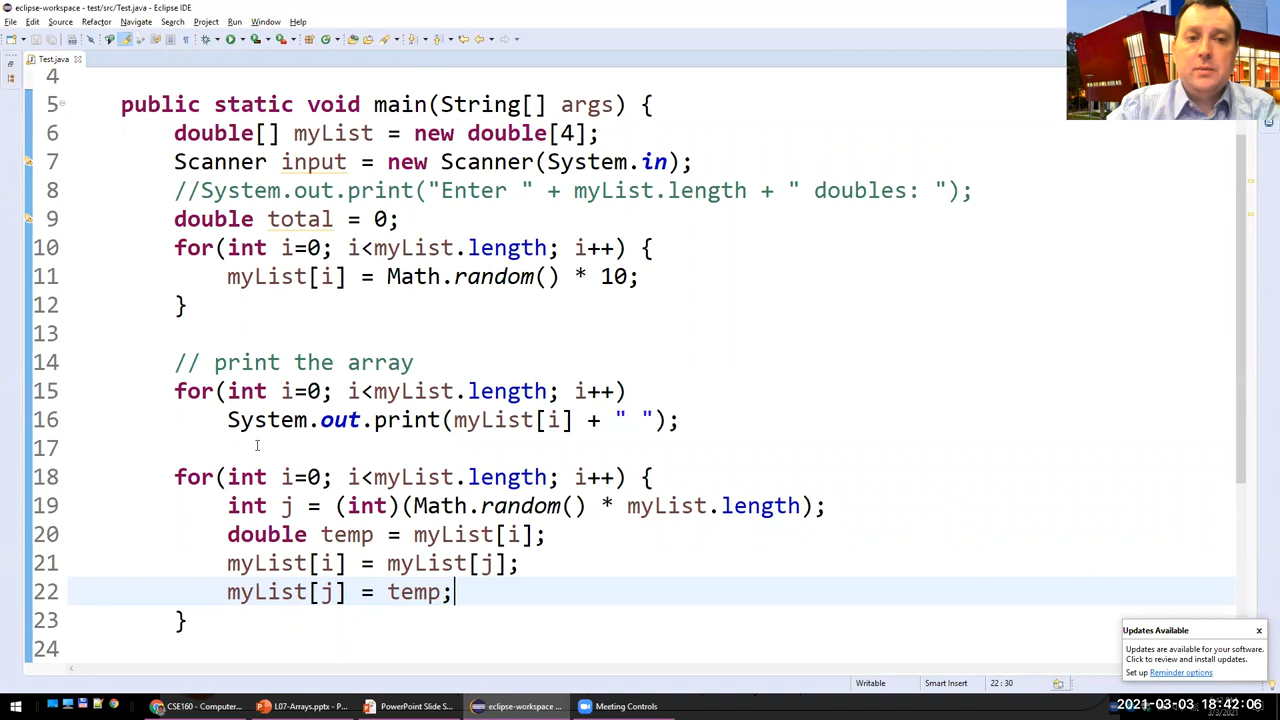 eclipse-workspace - test/src/Test.java - Eclipse IDE
File Edit Source Refactor Navigate Search Project Run Window Help
Test.java
4
5 public static void main(String[] args) {
6 double[] myList = new double[4];
7 Scanner input = new Scanner(System.in);
8 //System.out.print("Enter " + myList.length + " doubles: ");
9 double total = 0;
10 for(int i=0; i<myList.length; i++) {
11 myList[i] = Math.random() * 10;
12 }
13
14 // print the array
15 for(int i=0; i<myList.length; i++)
16 System.out.print(myList[i] + " ");
17
18 for(int i=0; i<myList.length; i++) {
19 int j = (int)(Math.random() * myList.length);
20 double temp = myList[i];
21 myList[i] = myList[j];
22 myList[j] = temp;
23 }
24
Updates Available
Updates are available for your software.
Click to review and install updates.
Set up Reminder options
Writable Smart Insert 22 : 30
CSE160 - Computer... L07-Arrays.pptx - P... PowerPoint Slide S... eclipse-workspace ... Meeting Controls
2021-03-03 18:42:06